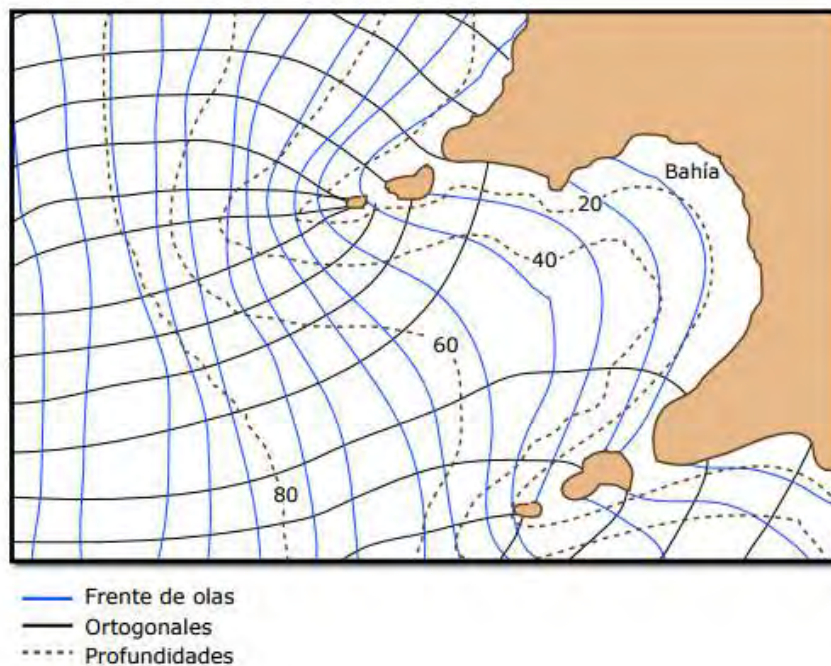 Bahía
20
40
60
80
Frente de olas
Ortogonales
Profundidades